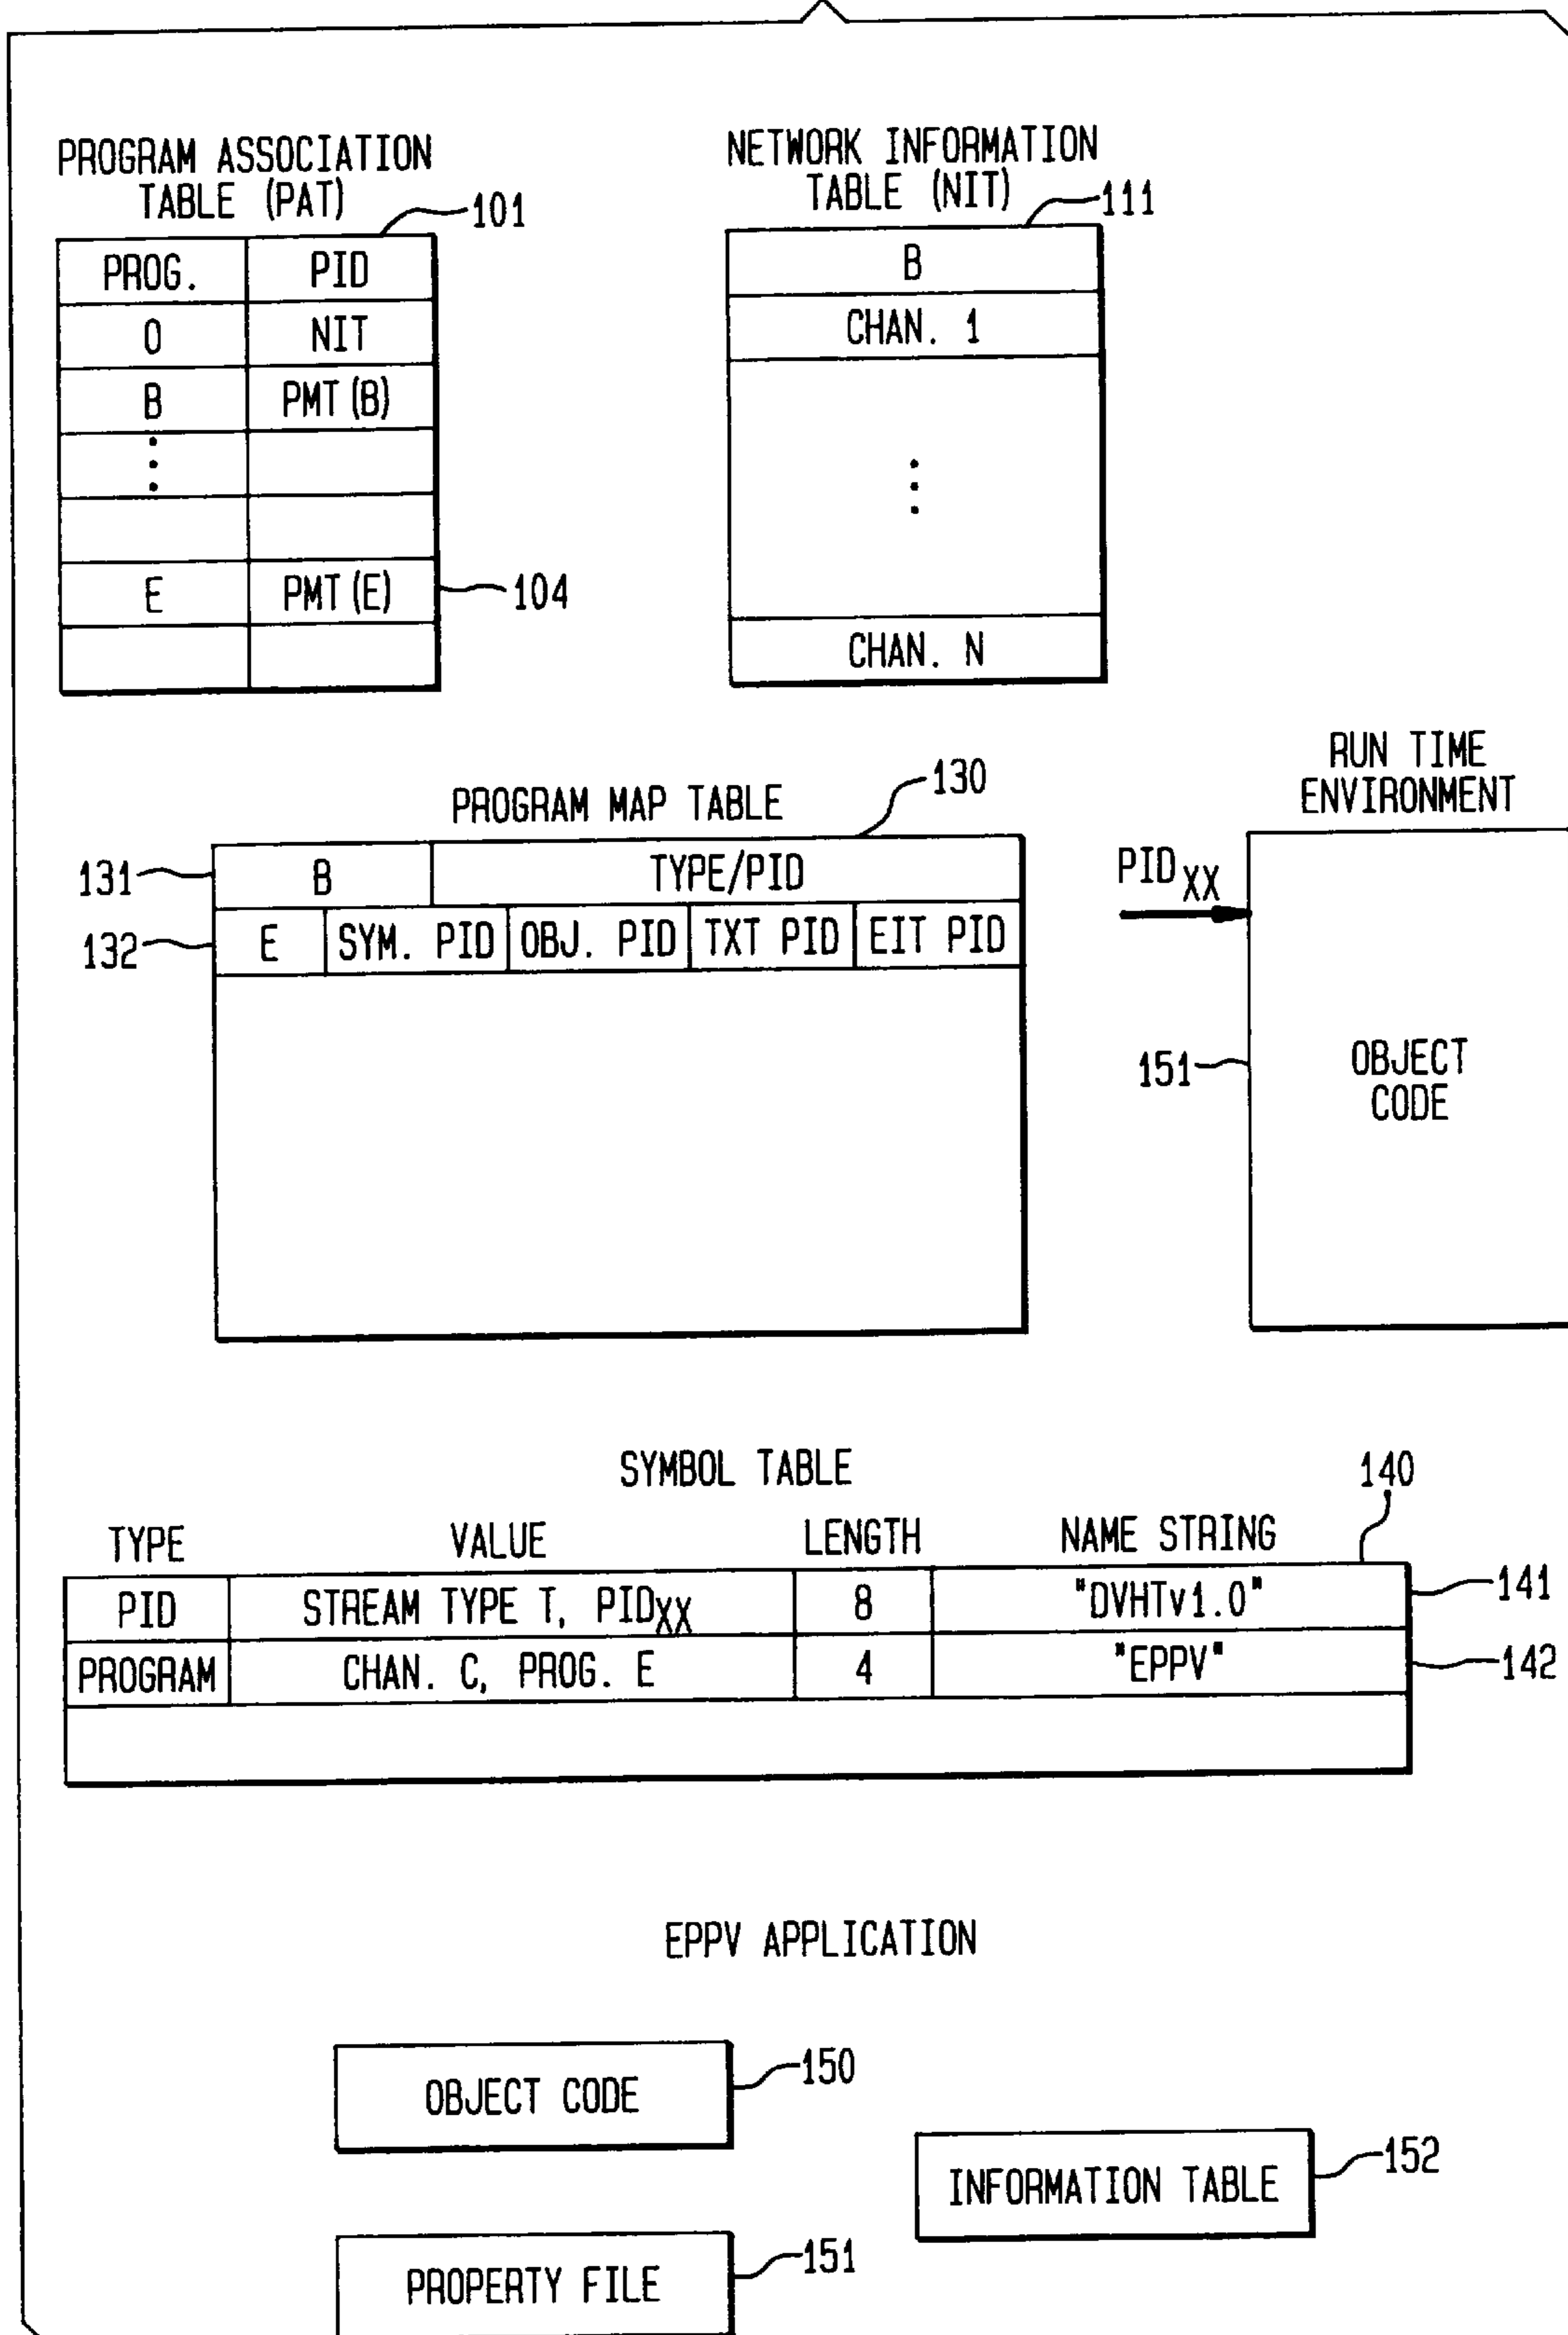 PROGRAM ASSOCIATION
TABLE (PAT)
101
PROG. PID
0 NIT
B PMT (B)
E PMT (E)
104
NETWORK INFORMATION
TABLE (NIT)
111
B
CHAN. 1
CHAN. N
PROGRAM MAP TABLE
130
131
B TYPE/PID
132
E SYM. PID OBJ. PID TXT PID EIT PID
RUN TIME
ENVIRONMENT
PIDXX
151
OBJECT
CODE
SYMBOL TABLE
140
TYPE VALUE LENGTH NAME STRING
PID STREAM TYPE T, PIDXX 8 "DVHTv1.0"
141
PROGRAM CHAN. C, PROG. E 4 "EPPV"
142
EPPV APPLICATION
OBJECT CODE
150
INFORMATION TABLE
152
PROPERTY FILE
151